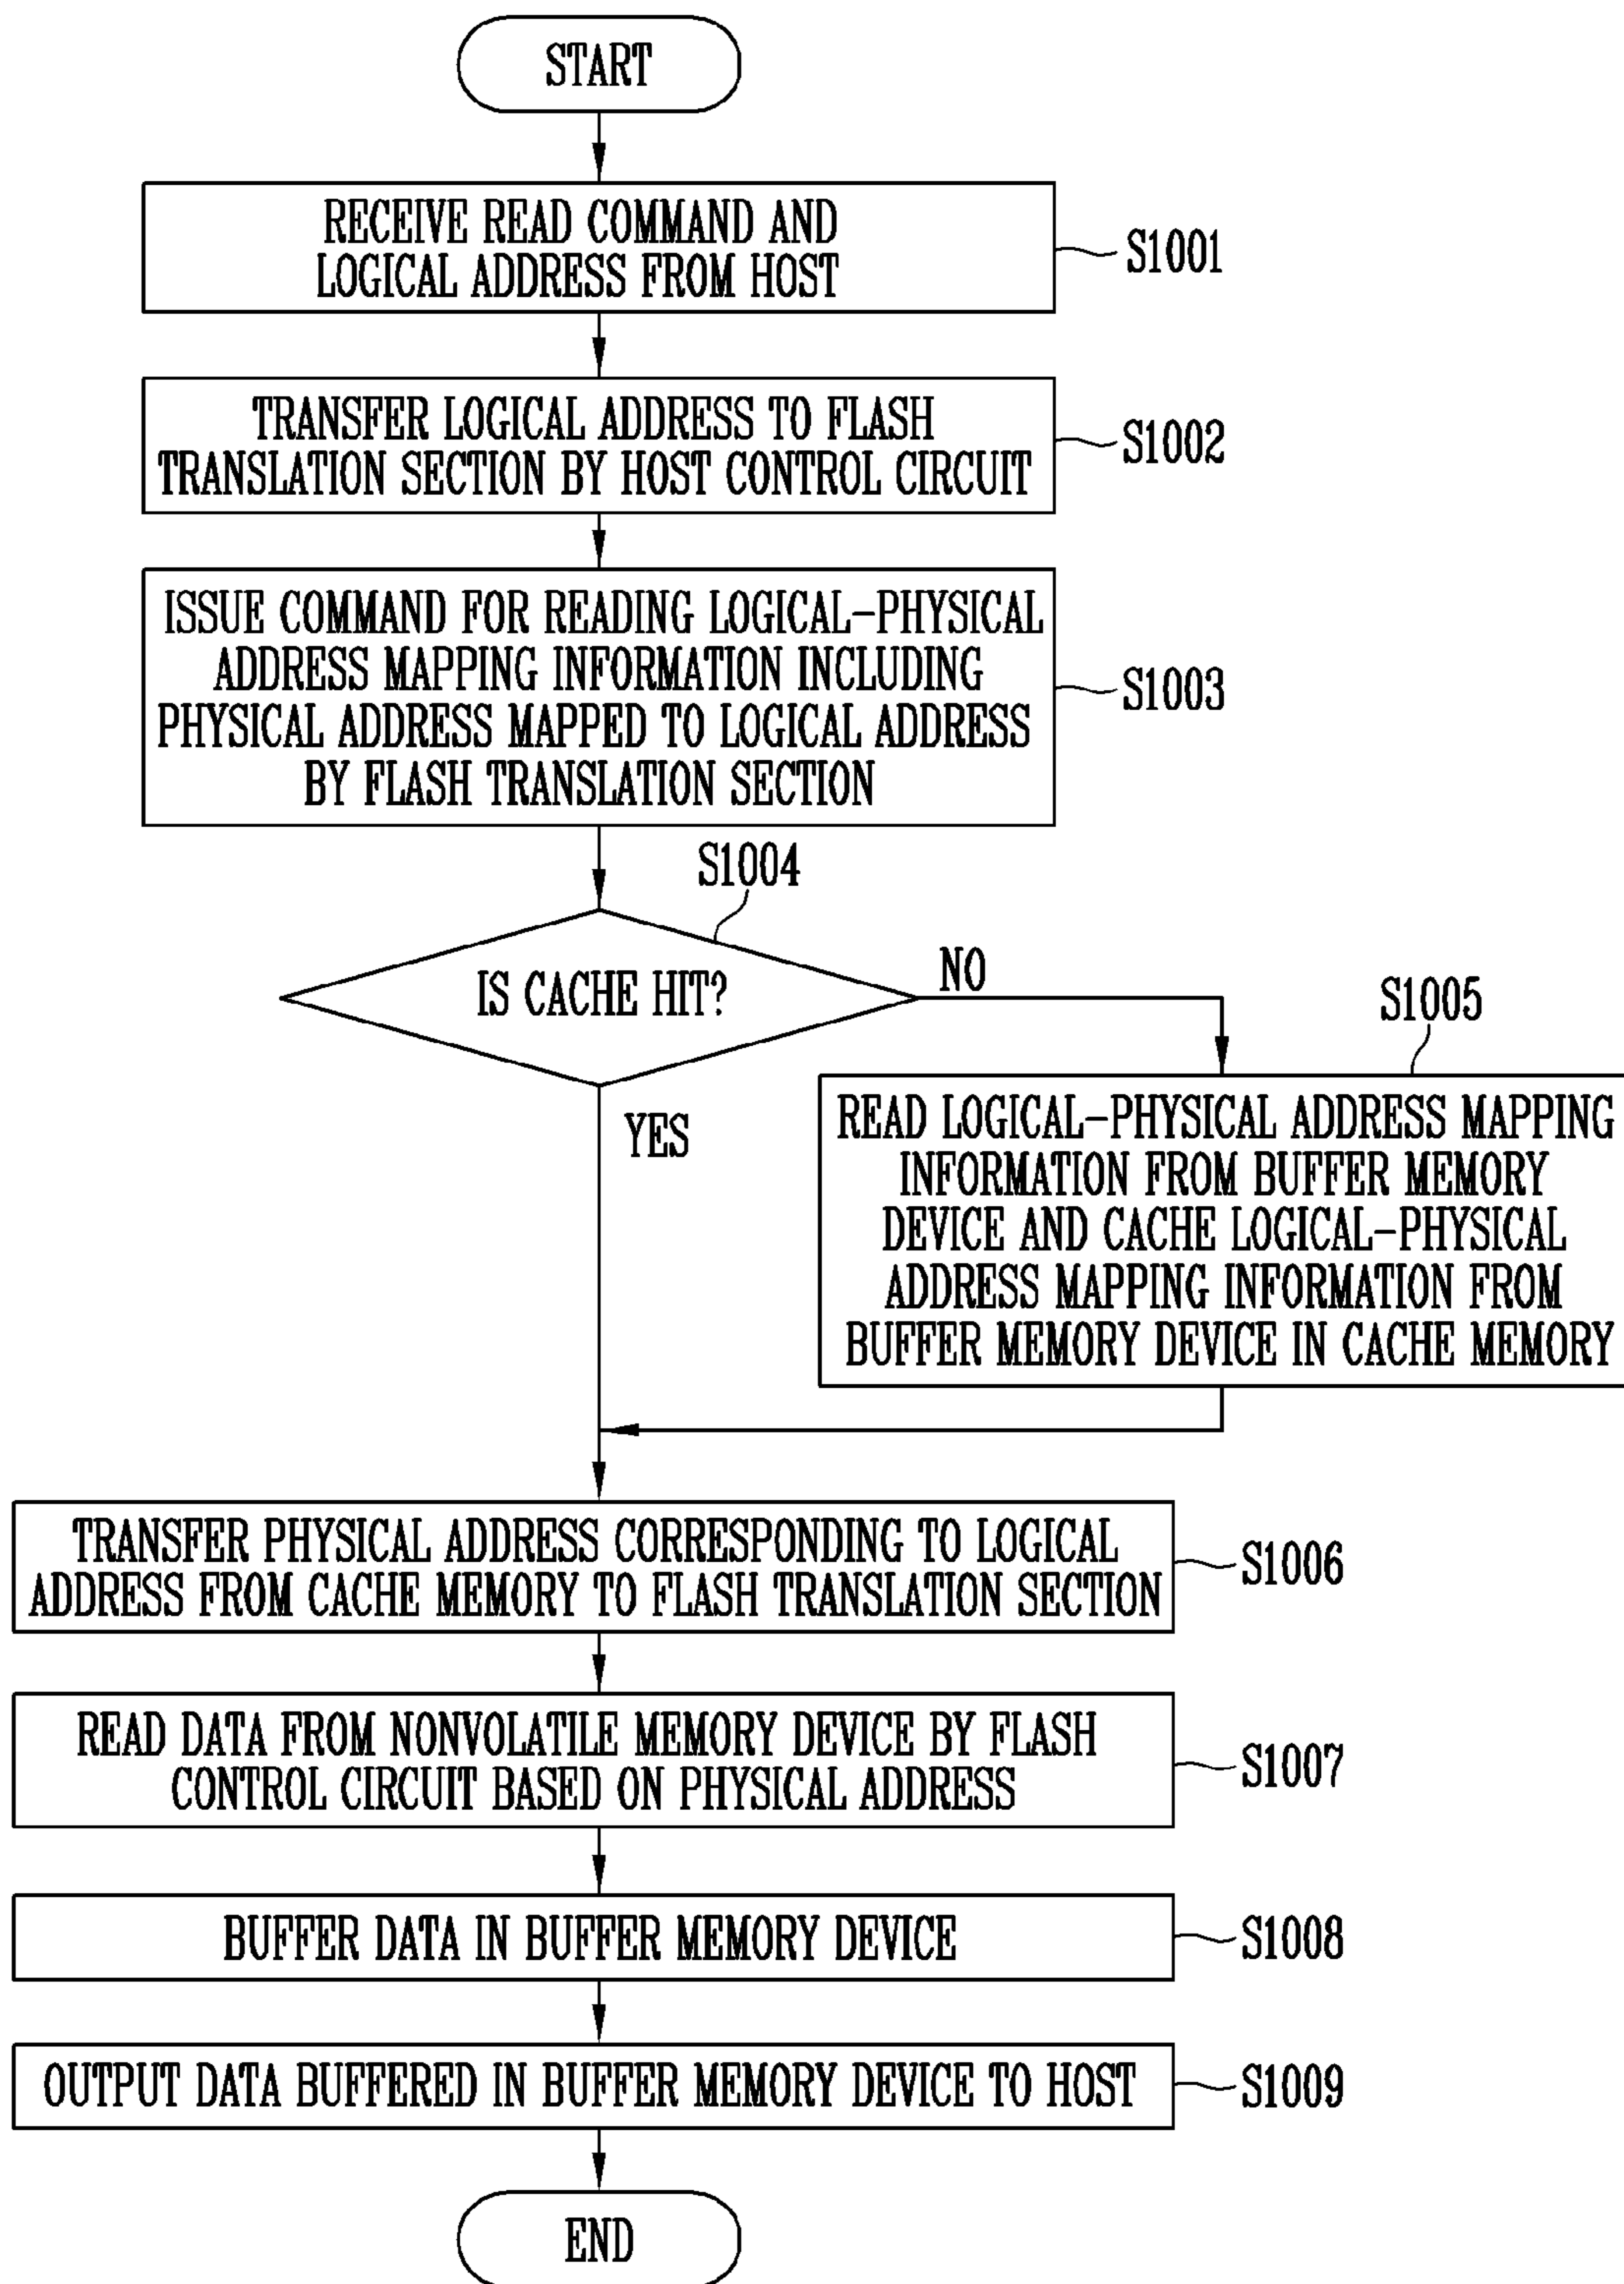 START
RECEIVE READ COMMAND AND
LOGICAL ADDRESS FROM HOST
S1001
TRANSFER LOGICAL ADDRESS TO FLASH
TRANSLATION SECTION BY HOST CONTROL CIRCUIT
S1002
ISSUE COMMAND FOR READING LOGICAL-PHYSICAL
ADDRESS MAPPING INFORMATION INCLUDING
PHYSICAL ADDRESS MAPPED TO LOGICAL ADDRESS
BY FLASH TRANSLATION SECTION
S1003
S1004
IS CACHE HIT?
NO
YES
S1005
READ LOGICAL-PHYSICAL ADDRESS MAPPING
INFORMATION FROM BUFFER MEMORY
DEVICE AND CACHE LOGICAL-PHYSICAL
ADDRESS MAPPING INFORMATION FROM
BUFFER MEMORY DEVICE IN CACHE MEMORY
TRANSFER PHYSICAL ADDRESS CORRESPONDING TO LOGICAL
ADDRESS FROM CACHE MEMORY TO FLASH TRANSLATION SECTION
S1006
READ DATA FROM NONVOLATILE MEMORY DEVICE BY FLASH
CONTROL CIRCUIT BASED ON PHYSICAL ADDRESS
S1007
BUFFER DATA IN BUFFER MEMORY DEVICE
S1008
OUTPUT DATA BUFFERED IN BUFFER MEMORY DEVICE TO HOST
S1009
END